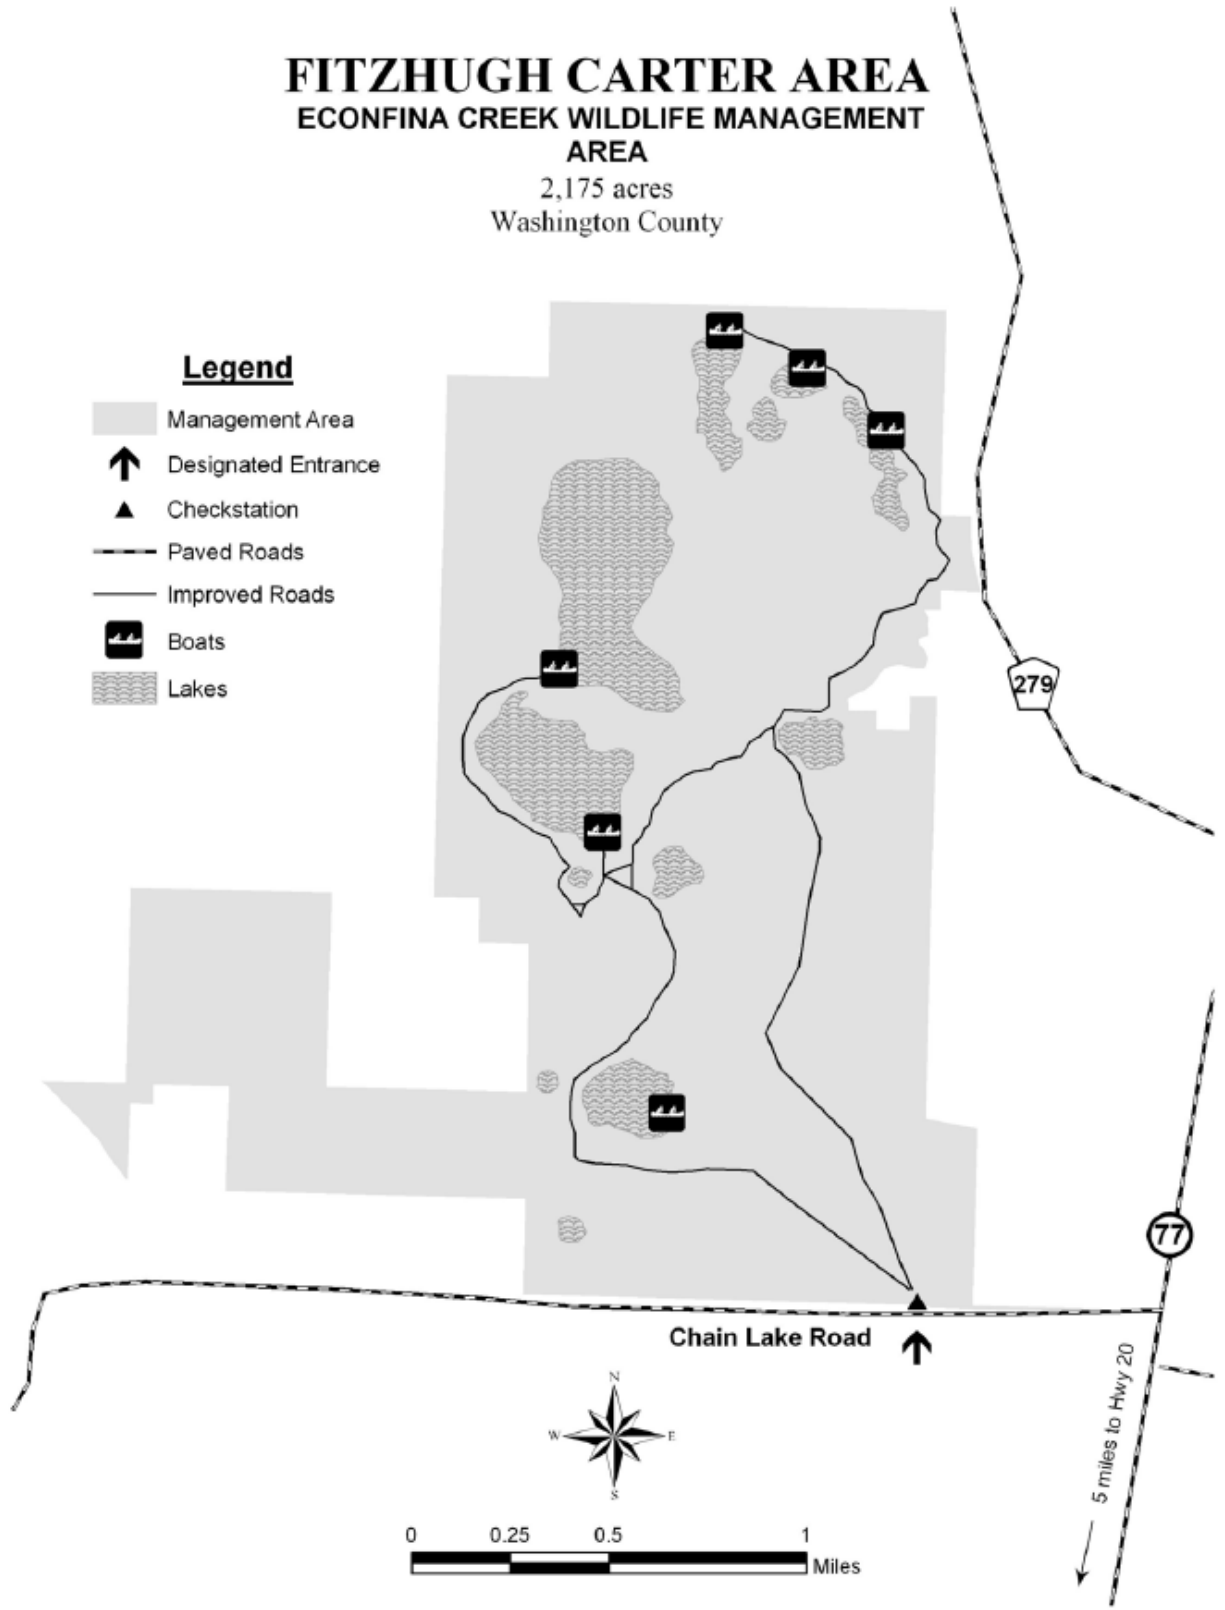 FITZHUGH CARTER AREA
ECONFINA CREEK WILDLIFE MANAGEMENT
AREA
2,175 acres
Washington County
Legend
Management Area
Designated Entrance
Checkstation
Paved Roads
Improved Roads
Boats
Lakes
279
77
Chain Lake Road
5 miles to Hwy 20
N
W
E
S
0 0.25 0.5 1
Miles